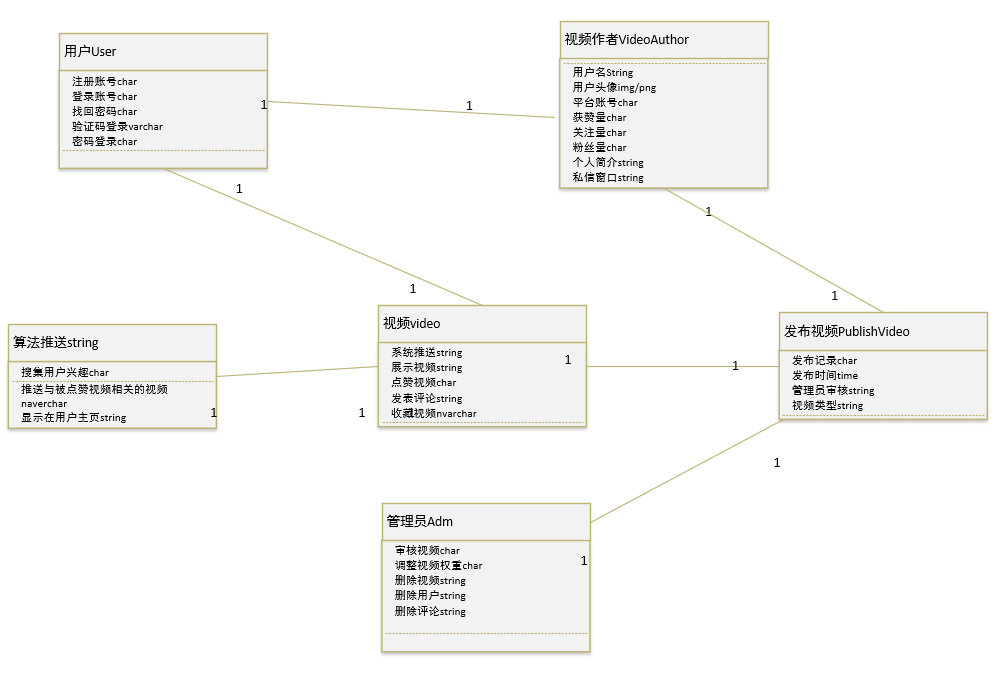 用户User
注册账号char
登录账号char
找回密码char
验证码登录varchar
密码登录char
1
1
视频作者VideoAuthor
用户名String
用户头像img/png
平台账号char
获赞量char
关注量char
粉丝量char
个人简介string
私信窗口string
1
1
1
1
算法推送string
搜集用户兴趣char
推送与被点赞视频相关的视频
naverchar
显示在用户主页string
1
1
视频video
系统推送string
展示视频string
点赞视频char
发表评论string
收藏视频nvarchar
1
1
发布视频PublishVideo
发布记录char
发布时间time
管理员审核string
视频类型string
1
管理员Adm
审核视频char
调整视频权重char
删除视频string
删除用户string
删除评论string
1